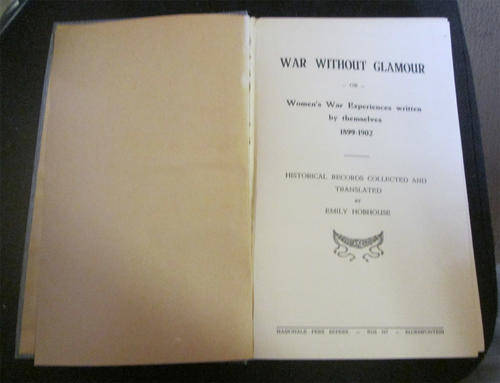 WAR WITHOUT GLAMOUR
- OR -
Women's War Experiences written
by themselves
1899-1902
HISTORICAL RECORDS COLLECTED AND
TRANSLATED
BY
EMILY HOBHOUSE
NASIONALE PERS BEPERK — BUS 267 — BLOEMFONTEIN